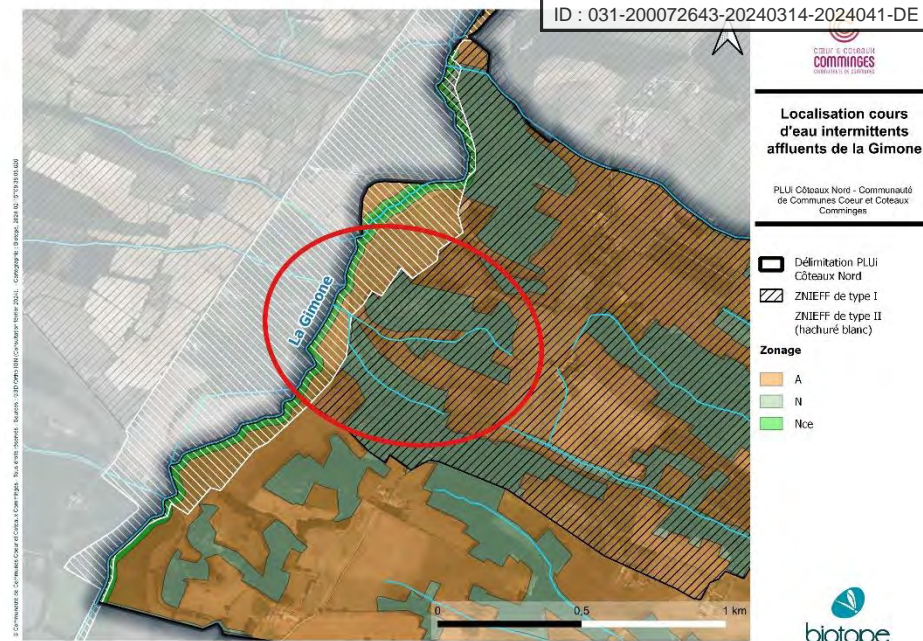 ID : 031-200072643-20240314-2024041-DE
COMMINGES
Localisation cours
d'eau intermittents
affluents de la Gimone
PLUi Côteaux Nord - Communauté
de Communes Coeur et Coteaux
Comminges
Délimitation PLUi
Côteaux Nord
ZNIEFF de type I
ZNIEFF de type II
(hachuré blanc)
Zonage
A
N
Nce
La Gimone
0
0,5
1 km
biotope